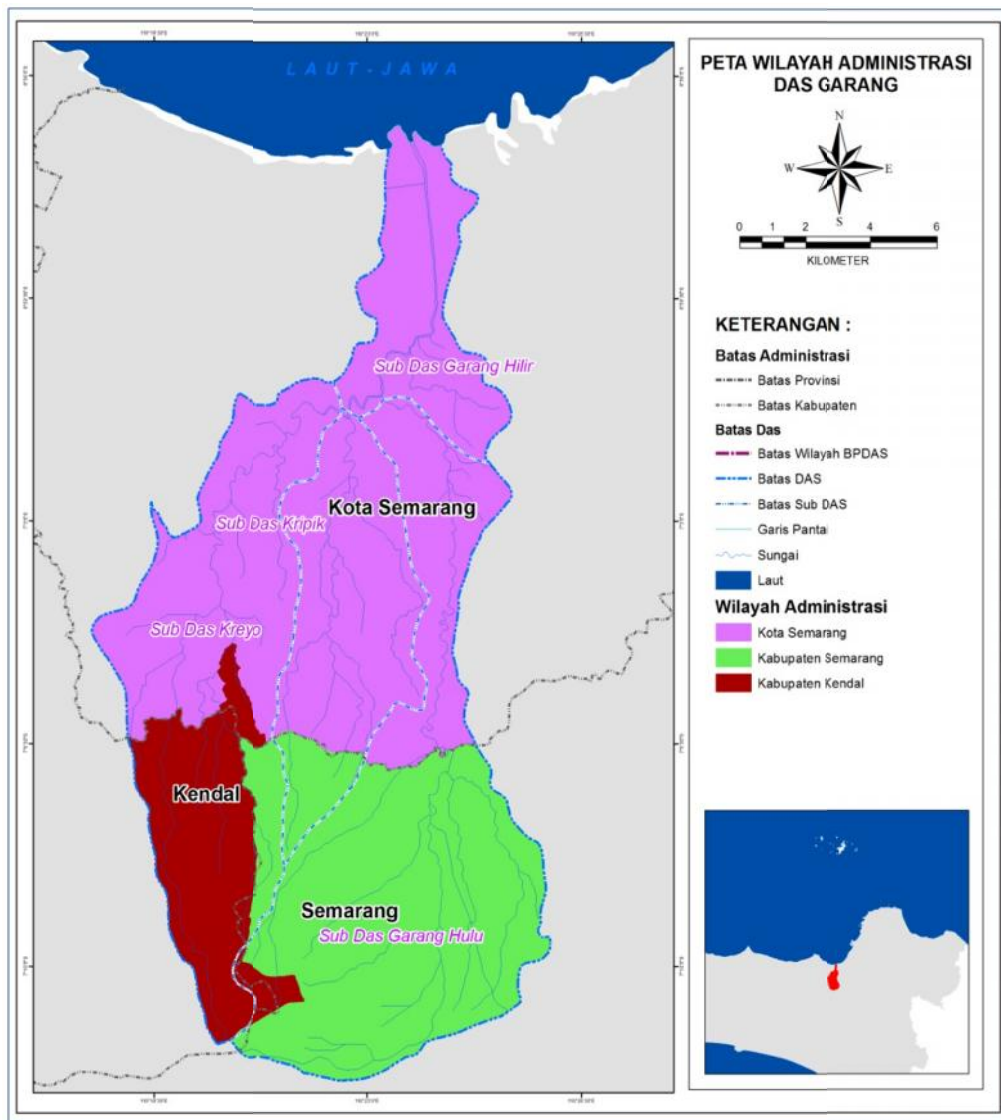 LAUT-JAWA
Sub Das Garang Hilir
Kota Semarang
Sub Das Kripik
Sub Das Kreyo
Kendal
Semarang
Sub Das Garang Hulu
PETA WILAYAH ADMINISTRASI
DAS GARANG
N
W E
S
0 1 2 4 6
KILOMETER
KETERANGAN :
Batas Administrasi
Batas Provinsi
Batas Kabupaten
Batas Das
Batas Wilayah BPDAS
Batas DAS
Batas Sub DAS
Garis Pantai
Sungai
Laut
Wilayah Administrasi
Kota Semarang
Kabupaten Semarang
Kabupaten Kendal